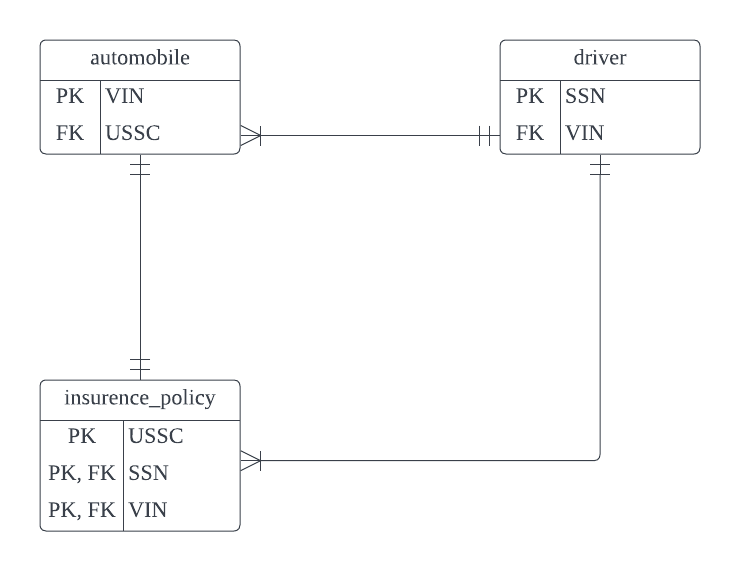 automobile
PK VIN
FK USSC
driver
PK SSN
FK VIN
insurence_policy
PK USSC
PK, FK SSN
PK, FK VIN